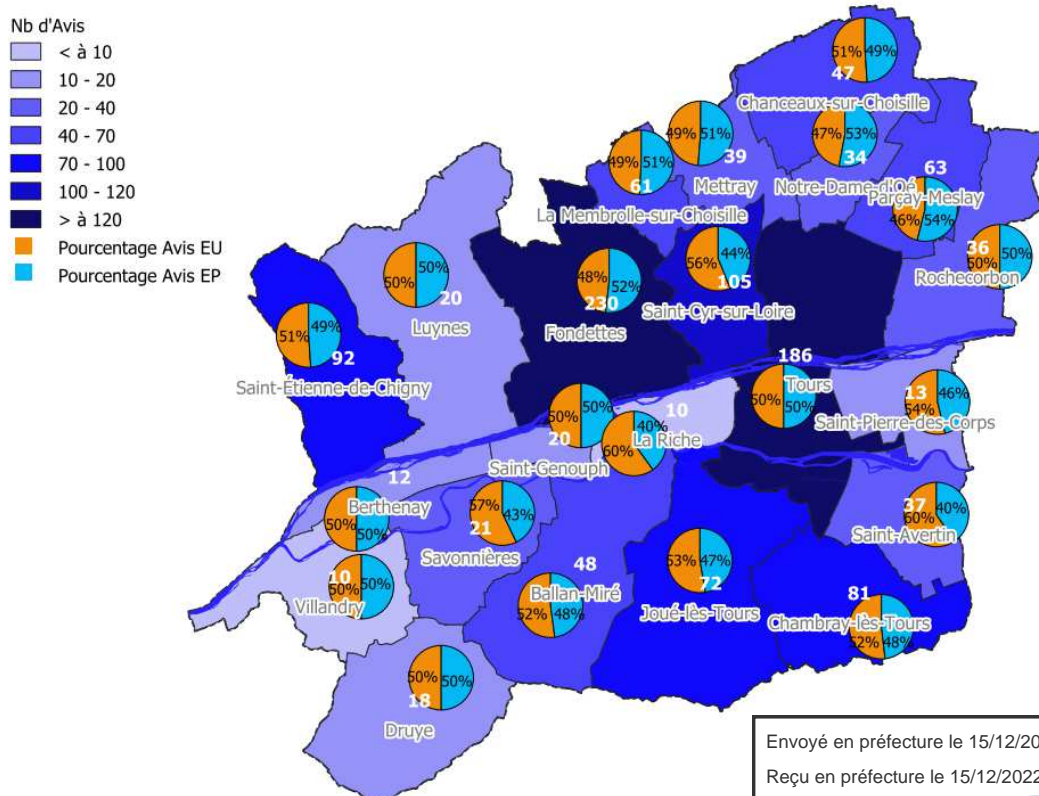 Nb d'Avis
< à 10
10 - 20
20 - 40
40 - 70
70 - 100
100 - 120
> à 120
Pourcentage Avis EU
Pourcentage Avis EP
51% 49%
47
Chanceaux-sur-Choisille
49% 51%
39
Mettray
47% 53%
34
Notre-Dame-d'Oé
49% 51%
61
La Membrolle-sur-Choisille
63
Parçay-Meslay
46% 54%
36
50% 50%
Rochecorbon
56% 44%
105
Saint-Cyr-sur-Loire
50% 50%
20
Luynes
48% 52%
230
Fondettes
51% 49%
92
Saint-Étienne-de-Chigny
186
Tours
50% 50%
13
54% 46%
Saint-Pierre-des-Corps
10
40%
La Riche
60%
50% 50%
20
Saint-Genouph
12
Berthenay
50% 50%
57% 43%
21
Savonnières
37
60% 40%
Saint-Avertin
10
50% 50%
Villandry
48
Ballan-Miré
52% 48%
53% 47%
72
Joué-lès-Tours
81
Chambray-lès-Tours
52% 48%
50% 50%
18
Druye
Envoyé en préfecture le 15/12/20
Reçu en préfecture le 15/12/2022